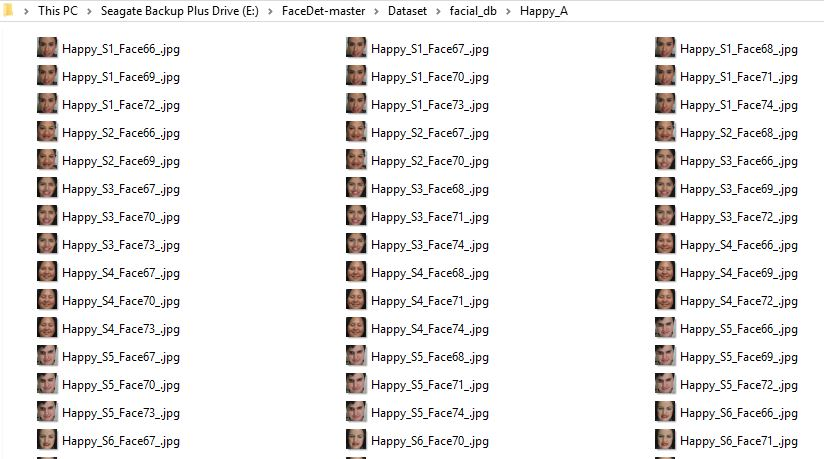 This PC > Seagate Backup Plus Drive (E:) > FaceDet-master > Dataset > facial_db > Happy_A
Happy_S1_Face66_.jpg Happy_S1_Face67_.jpg Happy_S1_Face68_.jpg
Happy_S1_Face69_.jpg Happy_S1_Face70_.jpg Happy_S1_Face71_.jpg
Happy_S1_Face72_.jpg Happy_S1_Face73_.jpg Happy_S1_Face74_.jpg
Happy_S2_Face66_.jpg Happy_S2_Face67_.jpg Happy_S2_Face68_.jpg
Happy_S2_Face69_.jpg Happy_S2_Face70_.jpg Happy_S3_Face66_.jpg
Happy_S3_Face67_.jpg Happy_S3_Face68_.jpg Happy_S3_Face69_.jpg
Happy_S3_Face70_.jpg Happy_S3_Face71_.jpg Happy_S3_Face72_.jpg
Happy_S3_Face73_.jpg Happy_S3_Face74_.jpg Happy_S4_Face66_.jpg
Happy_S4_Face67_.jpg Happy_S4_Face68_.jpg Happy_S4_Face69_.jpg
Happy_S4_Face70_.jpg Happy_S4_Face71_.jpg Happy_S4_Face72_.jpg
Happy_S4_Face73_.jpg Happy_S4_Face74_.jpg Happy_S5_Face66_.jpg
Happy_S5_Face67_.jpg Happy_S5_Face68_.jpg Happy_S5_Face69_.jpg
Happy_S5_Face70_.jpg Happy_S5_Face71_.jpg Happy_S5_Face72_.jpg
Happy_S5_Face73_.jpg Happy_S5_Face74_.jpg Happy_S6_Face66_.jpg
Happy_S6_Face67_.jpg Happy_S6_Face70_.jpg Happy_S6_Face71_.jpg